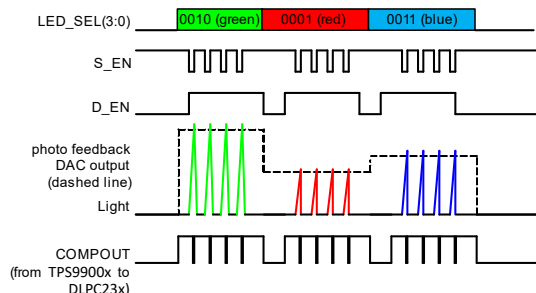 LED_SEL(3:0)
0010 (green)
0001 (red)
0011 (blue)
S_EN
D_EN
photo feedback
DAC output
(dashed line)
Light
COMPOUT
(from TPS9900x to
DLPC23x)